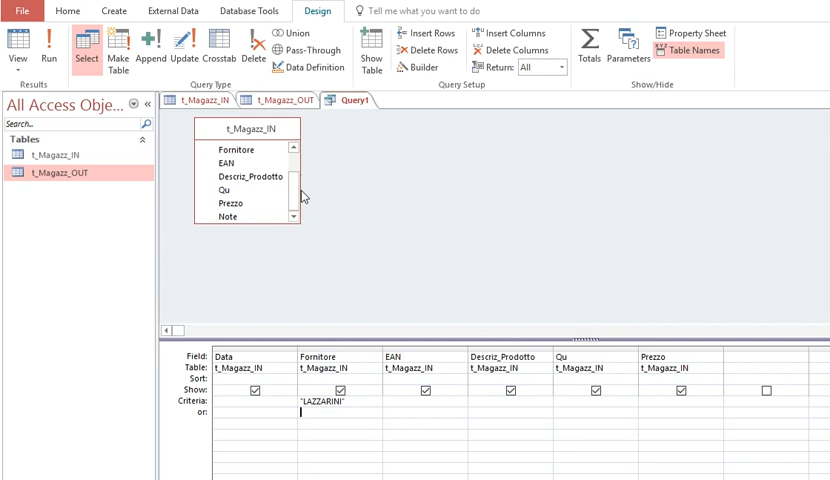 File Home Create External Data Database Tools Design Tell me what you want to do
View Run Select Make Table Append Update Crosstab Delete Union Pass-Through Data Definition Show Table Insert Rows Delete Rows Builder Insert Columns Delete Columns Return: All Totals Parameters Property Sheet Table Names
Results Query Type Query Setup Show/Hide
All Access Obje... «
Search...
Tables
t_Magazz_IN
t_Magazz_OUT
t_Magazz_IN t_Magazz_OUT Query1
t_Magazz_IN
Fornitore
EAN
Descriz_Prodotto
Qu
Prezzo
Note
Field: Data Fornitore EAN Descriz_Prodotto Qu Prezzo
Table: t_Magazz_IN t_Magazz_IN t_Magazz_IN t_Magazz_IN t_Magazz_IN t_Magazz_IN
Sort:
Show:
Criteria: "LAZZARINI"
or: